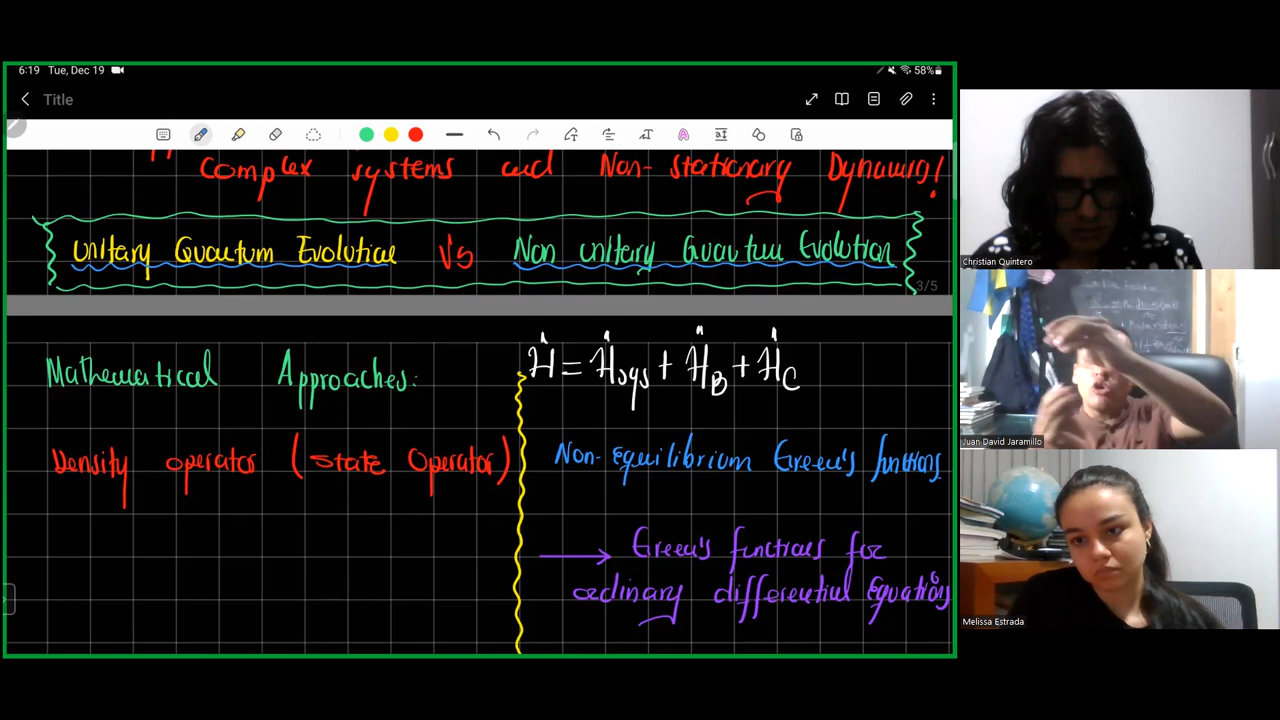 6:19 Tue, Dec 19
58%
Title
Complex systems and Non-stationary Dynamics!
Unitary Quantum Evolution Vs Non unitary Quantum Evolution
3/5
Mathematical Approaches:
Ĥ = Ĥsys + Ĥ_B + Ĥ_C
Density operator (state Operator)
Non-Equilibrium Green's functions
→ Green's functions for
ordinary differential Equations
Christian Quintero
Juan David Jaramillo
Melissa Estrada